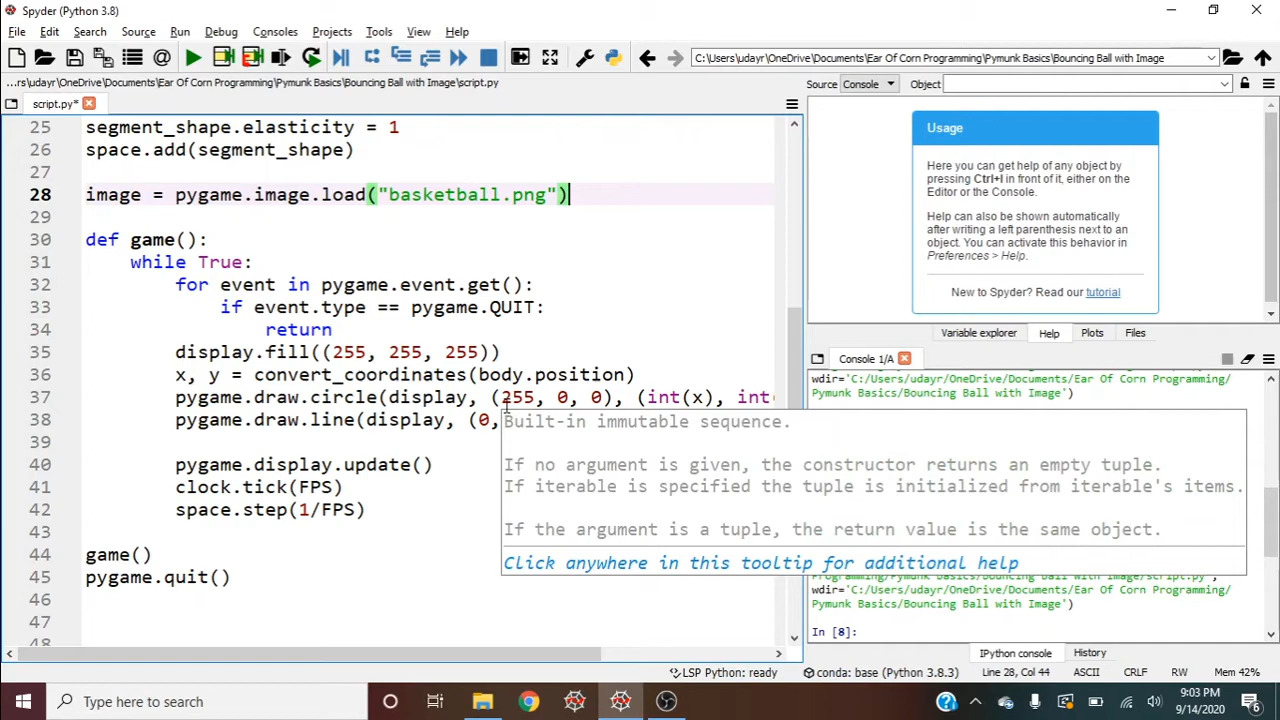 Spyder (Python 3.8)
File Edit Search Source Run Debug Consoles Projects Tools View Help
C:\Users\udayr\OneDrive\Documents\Ear Of Corn Programming\Pymunk Basics\Bouncing Ball with Image
...rs\udayr\OneDrive\Documents\Ear Of Corn Programming\Pymunk Basics\Bouncing Ball with Image\script.py
Source Console Object
script.py*
25 segment_shape.elasticity = 1
26 space.add(segment_shape)
27
28 image = pygame.image.load("basketball.png")
29
30 def game():
31 while True:
32 for event in pygame.event.get():
33 if event.type == pygame.QUIT:
34 return
35 display.fill((255, 255, 255))
36 x, y = convert_coordinates(body.position)
37 pygame.draw.circle(display, (255, 0, 0), (int(x), int
38 pygame.draw.line(display, (0,
39
40 pygame.display.update()
41 clock.tick(FPS)
42 space.step(1/FPS)
43
44 game()
45 pygame.quit()
46
47
48
Built-in immutable sequence.
If no argument is given, the constructor returns an empty tuple.
If iterable is specified the tuple is initialized from iterable's items.
If the argument is a tuple, the return value is the same object.
Click anywhere in this tooltip for additional help
Usage
Here you can get help of any object by
pressing Ctrl+I in front of it, either on the
Editor or the Console.
Help can also be shown automatically
after writing a left parenthesis next to an
object. You can activate this behavior in
Preferences > Help.
New to Spyder? Read our tutorial
Variable explorer Help Plots Files
Console 1/A
wdir='C:/Users/udayr/OneDrive/Documents/Ear Of Corn Programming/
Pymunk Basics/Bouncing Ball with Image')
Programming/Pymunk Basics/Bouncing Ball with Image/script.py',
wdir='C:/Users/udayr/OneDrive/Documents/Ear Of Corn Programming/
Pymunk Basics/Bouncing Ball with Image')
In [8]:
IPython console History
LSP Python: ready conda: base (Python 3.8.3) Line 28, Col 44 ASCII CRLF RW Mem 42%
Type here to search
9:03 PM
9/14/2020
6